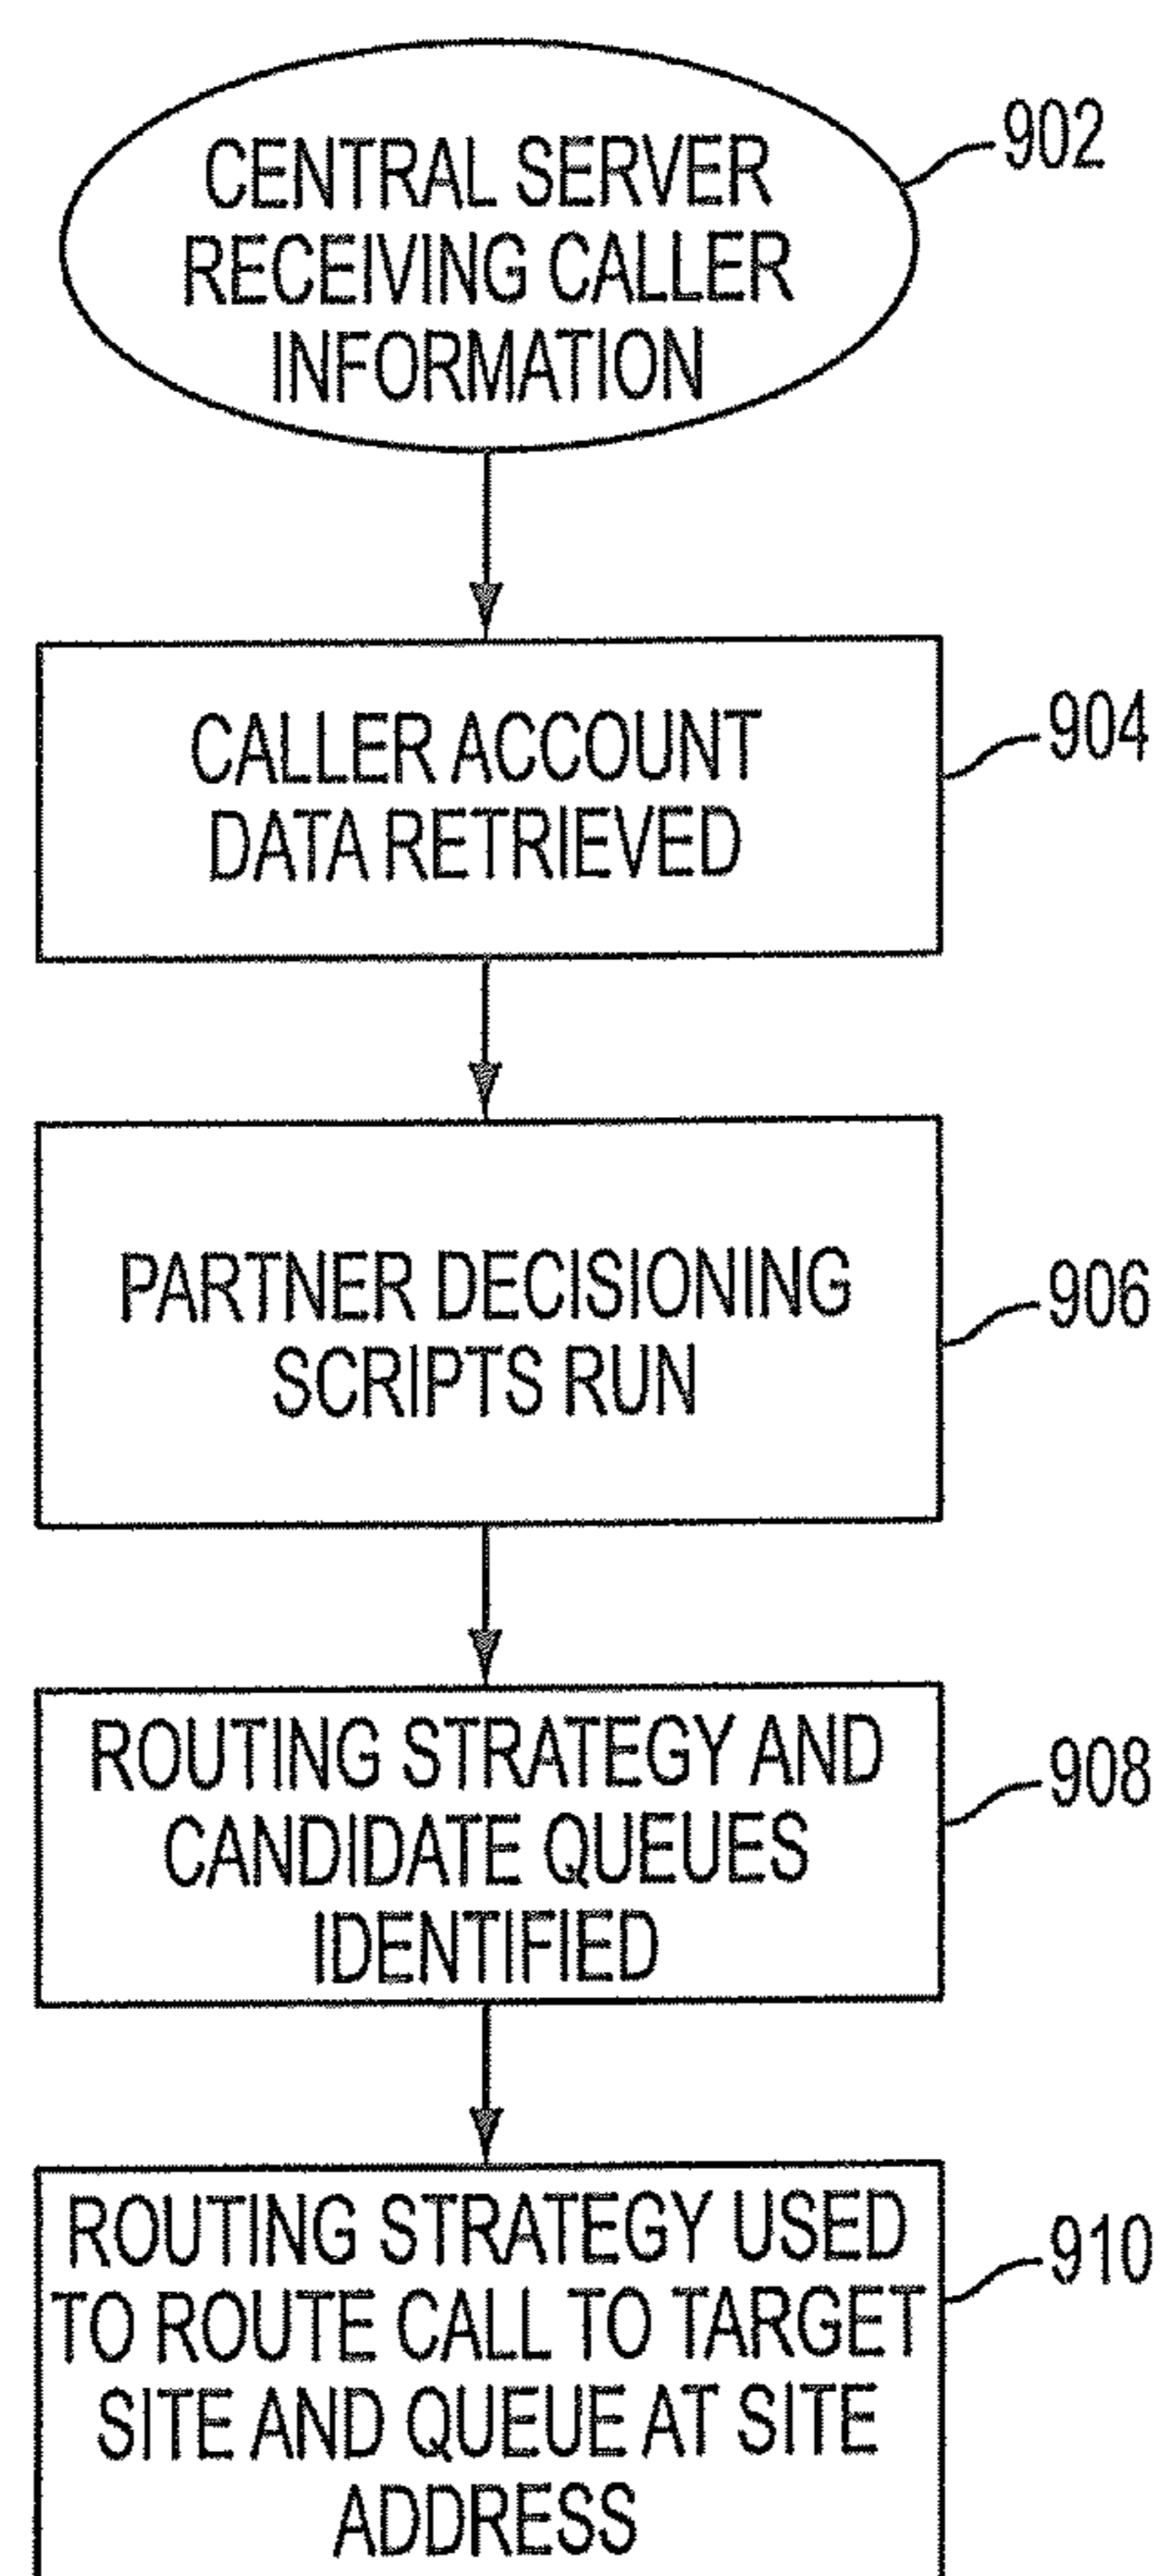 CENTRAL SERVER
RECEIVING CALLER
INFORMATION
902
CALLER ACCOUNT
DATA RETRIEVED
904
PARTNER DECISIONING
SCRIPTS RUN
906
ROUTING STRATEGY AND
CANDIDATE QUEUES
IDENTIFIED
908
ROUTING STRATEGY USED
TO ROUTE CALL TO TARGET
SITE AND QUEUE AT SITE
ADDRESS
910